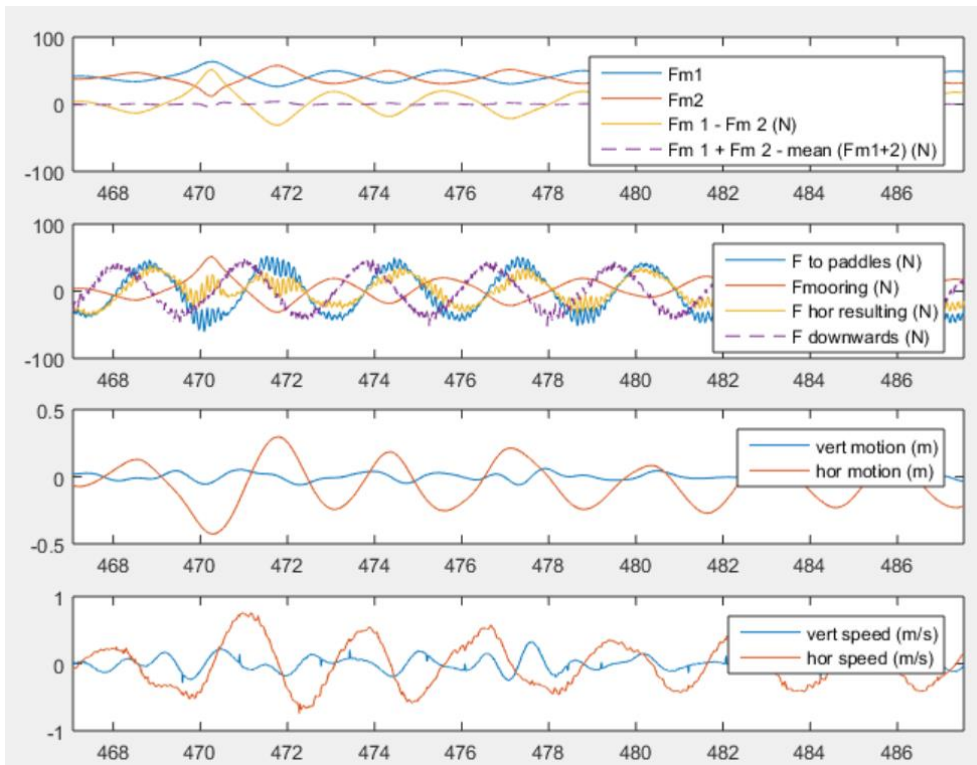 100
0
-100
Fm1
Fm2
Fm 1 - Fm 2 (N)
Fm 1 + Fm 2 - mean (Fm1+2) (N)
468 470 472 474 476 478 480 482 484 486
100
0
-100
F to paddles (N)
Fmooring (N)
F hor resulting (N)
F downwards (N)
468 470 472 474 476 478 480 482 484 486
0.5
0
-0.5
vert motion (m)
hor motion (m)
468 470 472 474 476 478 480 482 484 486
1
0
-1
vert speed (m/s)
hor speed (m/s)
468 470 472 474 476 478 480 482 484 486